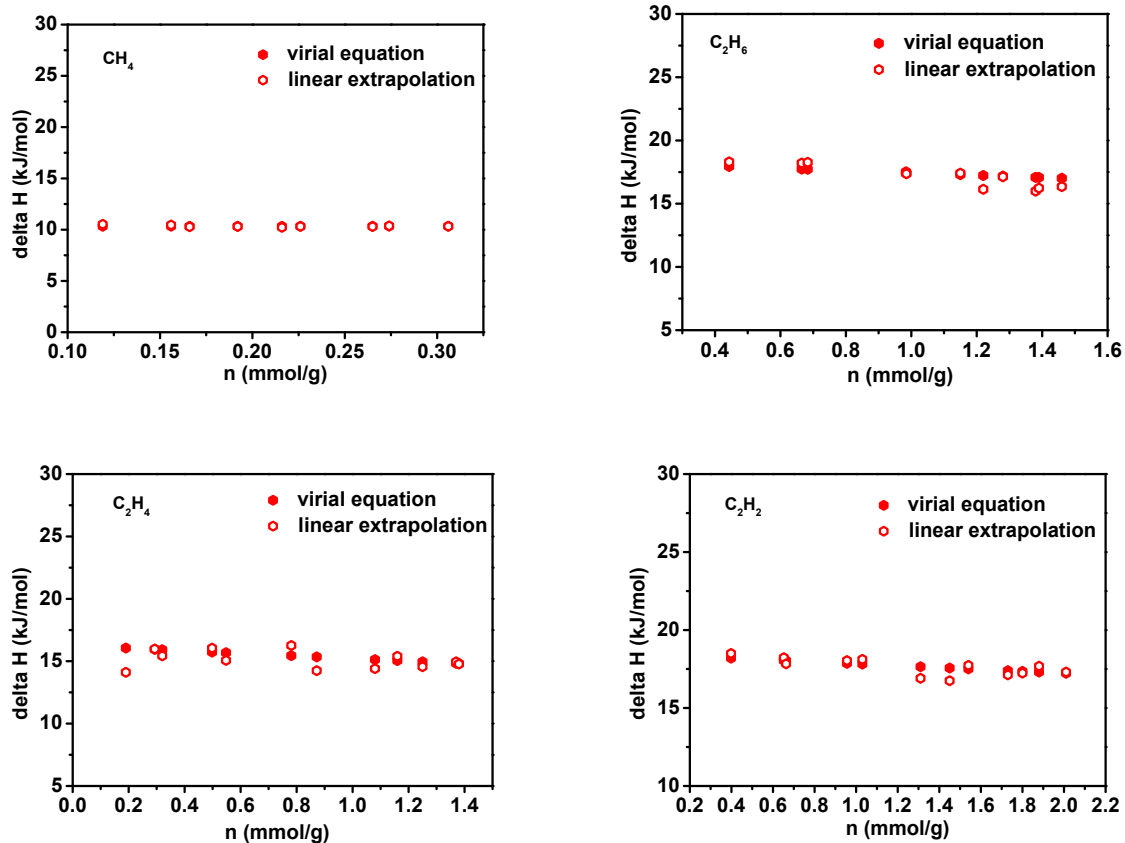 CH₄
virial equation
linear extrapolation
delta H (kJ/mol)
30
25
20
15
10
5
0
0.10 0.15 0.20 0.25 0.30
n (mmol/g)
C₂H₆
virial equation
linear extrapolation
delta H (kJ/mol)
30
25
20
15
10
5
0.4 0.6 0.8 1.0 1.2 1.4 1.6
n (mmol/g)
C₂H₄
virial equation
linear extrapolation
delta H (kJ/mol)
30
25
20
15
10
5
0.0 0.2 0.4 0.6 0.8 1.0 1.2 1.4
n (mmol/g)
C₂H₂
virial equation
linear extrapolation
delta H (kJ/mol)
30
25
20
15
10
0.2 0.4 0.6 0.8 1.0 1.2 1.4 1.6 1.8 2.0 2.2
n (mmol/g)